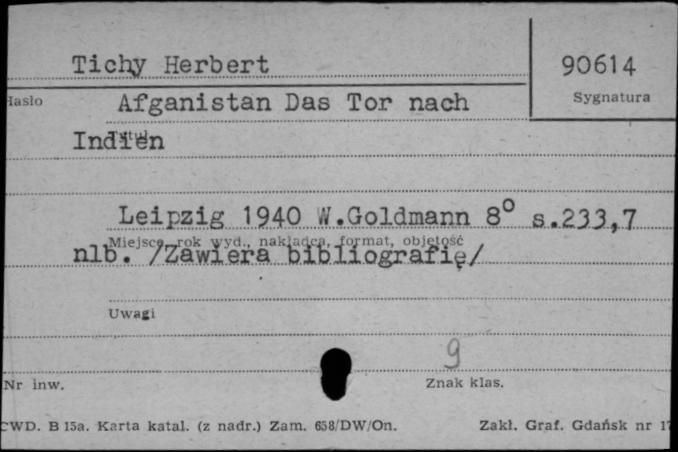 Tichy Herbert
90614
Hasło
Sygnatura
Afganistan Das Tor nach
Indien
Tytuł
Leipzig 1940 W.Goldmann 8° s.233,7
Miejsce, rok wyd., nakładca, format, objętość
nlb. /Zawiera bibliografię/
Uwagi
9
Nr inw.
Znak klas.
CWD. B 15a. Karta katal. (z nadr.) Zam. 658/DW/On.
Zakł. Graf. Gdańsk nr